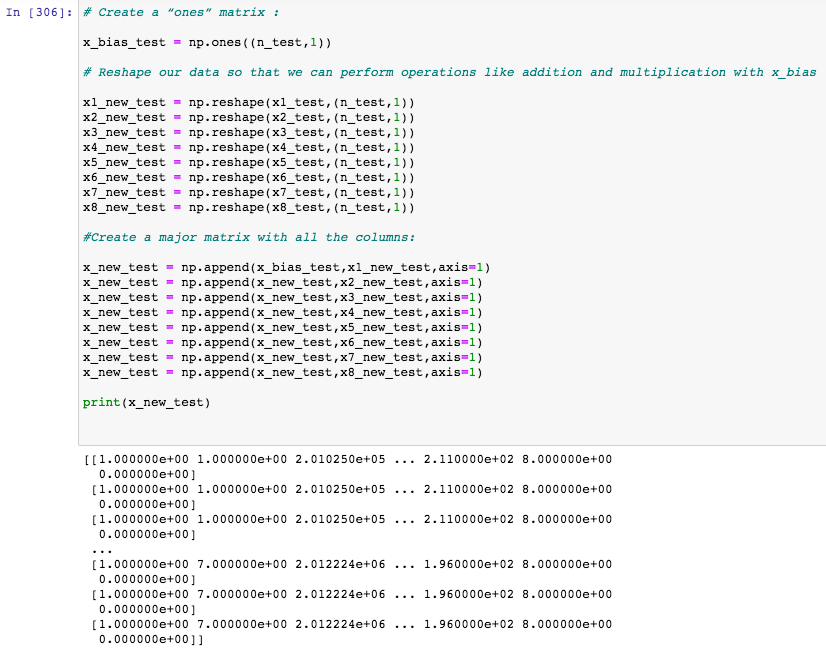 In [306]: # Create a “ones” matrix :
x_bias_test = np.ones((n_test,1))
# Reshape our data so that we can perform operations like addition and multiplication with x_bias
x1_new_test = np.reshape(x1_test,(n_test,1))
x2_new_test = np.reshape(x2_test,(n_test,1))
x3_new_test = np.reshape(x3_test,(n_test,1))
x4_new_test = np.reshape(x4_test,(n_test,1))
x5_new_test = np.reshape(x5_test,(n_test,1))
x6_new_test = np.reshape(x6_test,(n_test,1))
x7_new_test = np.reshape(x7_test,(n_test,1))
x8_new_test = np.reshape(x8_test,(n_test,1))
#Create a major matrix with all the columns:
x_new_test = np.append(x_bias_test,x1_new_test,axis=1)
x_new_test = np.append(x_new_test,x2_new_test,axis=1)
x_new_test = np.append(x_new_test,x3_new_test,axis=1)
x_new_test = np.append(x_new_test,x4_new_test,axis=1)
x_new_test = np.append(x_new_test,x5_new_test,axis=1)
x_new_test = np.append(x_new_test,x6_new_test,axis=1)
x_new_test = np.append(x_new_test,x7_new_test,axis=1)
x_new_test = np.append(x_new_test,x8_new_test,axis=1)
print(x_new_test)
[[1.000000e+00 1.000000e+00 2.010250e+05 ... 2.110000e+02 8.000000e+00
0.000000e+00]
[1.000000e+00 1.000000e+00 2.010250e+05 ... 2.110000e+02 8.000000e+00
0.000000e+00]
[1.000000e+00 1.000000e+00 2.010250e+05 ... 2.110000e+02 8.000000e+00
0.000000e+00]
...
[1.000000e+00 7.000000e+00 2.012224e+06 ... 1.960000e+02 8.000000e+00
0.000000e+00]
[1.000000e+00 7.000000e+00 2.012224e+06 ... 1.960000e+02 8.000000e+00
0.000000e+00]
[1.000000e+00 7.000000e+00 2.012224e+06 ... 1.960000e+02 8.000000e+00
0.000000e+00]]